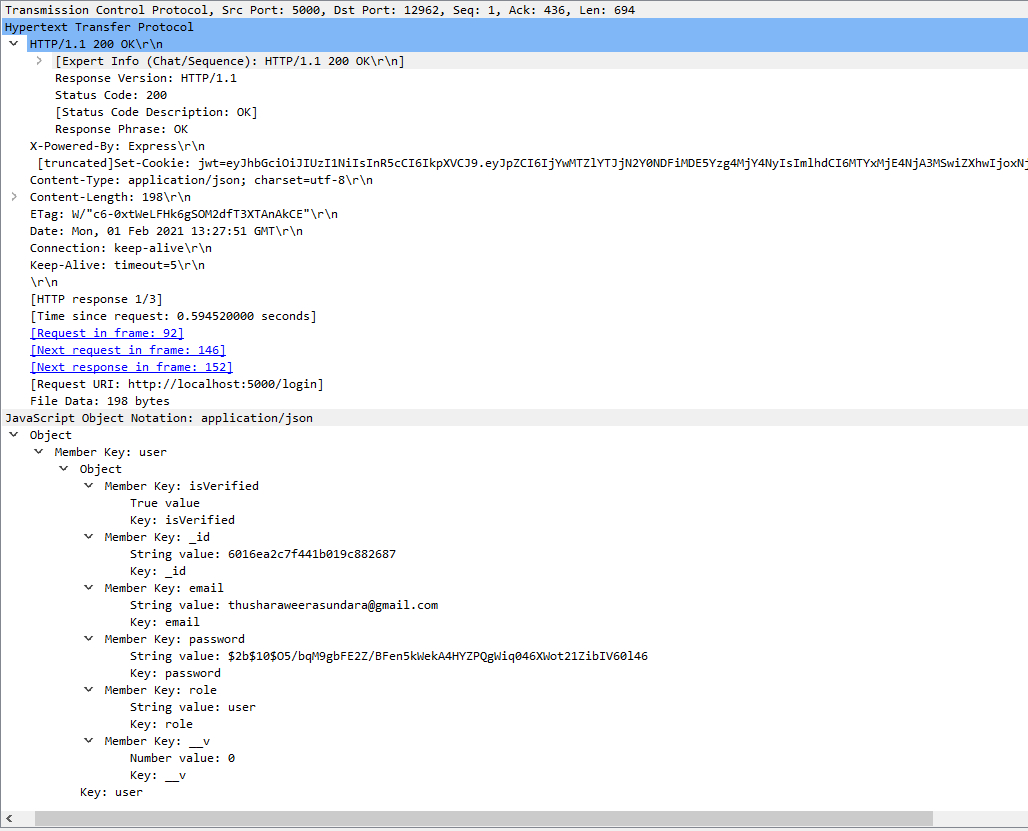 Transmission Control Protocol, Src Port: 5000, Dst Port: 12962, Seq: 1, Ack: 436, Len: 694
Hypertext Transfer Protocol
HTTP/1.1 200 OK\r\n
[Expert Info (Chat/Sequence): HTTP/1.1 200 OK\r\n]
Response Version: HTTP/1.1
Status Code: 200
[Status Code Description: OK]
Response Phrase: OK
X-Powered-By: Express\r\n
[truncated]Set-Cookie: jwt=eyJhbGciOiJIUzI1NiIsInR5cCI6IkpXVCJ9.eyJpZCI6IjYwMTZlYTJjN2Y0NDFiMDE5Yzg4MjY4NyIsImlhdCI6MTYxMjE4NjA3MSwiZXhwIjoxNj
Content-Type: application/json; charset=utf-8\r\n
Content-Length: 198\r\n
ETag: W/"c6-0xtWeLFHk6gSOM2dfT3XTAnAkCE"\r\n
Date: Mon, 01 Feb 2021 13:27:51 GMT\r\n
Connection: keep-alive\r\n
Keep-Alive: timeout=5\r\n
\r\n
[HTTP response 1/3]
[Time since request: 0.594520000 seconds]
[Request in frame: 92]
[Next request in frame: 146]
[Next response in frame: 152]
[Request URI: http://localhost:5000/login]
File Data: 198 bytes
JavaScript Object Notation: application/json
Object
Member Key: user
Object
Member Key: isVerified
True value
Key: isVerified
Member Key: _id
String value: 6016ea2c7f441b019c882687
Key: _id
Member Key: email
String value: thusharaweerasundara@gmail.com
Key: email
Member Key: password
String value: $2b$10$O5/bqM9gbFE2Z/BFen5kWekA4HYZPQgWiq046XWot21ZibIV60l46
Key: password
Member Key: role
String value: user
Key: role
Member Key: __v
Number value: 0
Key: __v
Key: user